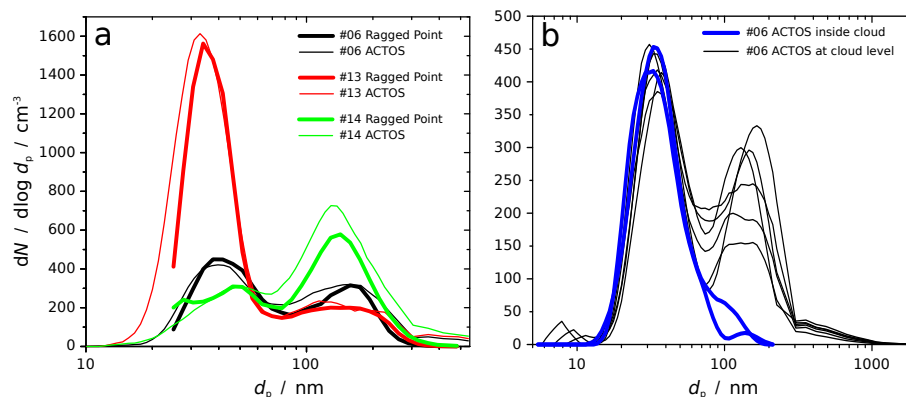 a
#06 Ragged Point
#06 ACTOS
#13 Ragged Point
#13 ACTOS
#14 Ragged Point
#14 ACTOS
1600
1400
1200
1000
800
600
400
200
0
10
100
dN / dlog dp / cm-3
dp / nm
b
#06 ACTOS inside cloud
#06 ACTOS at cloud level
500
450
400
350
300
250
200
150
100
50
0
10
100
1000
dp / nm